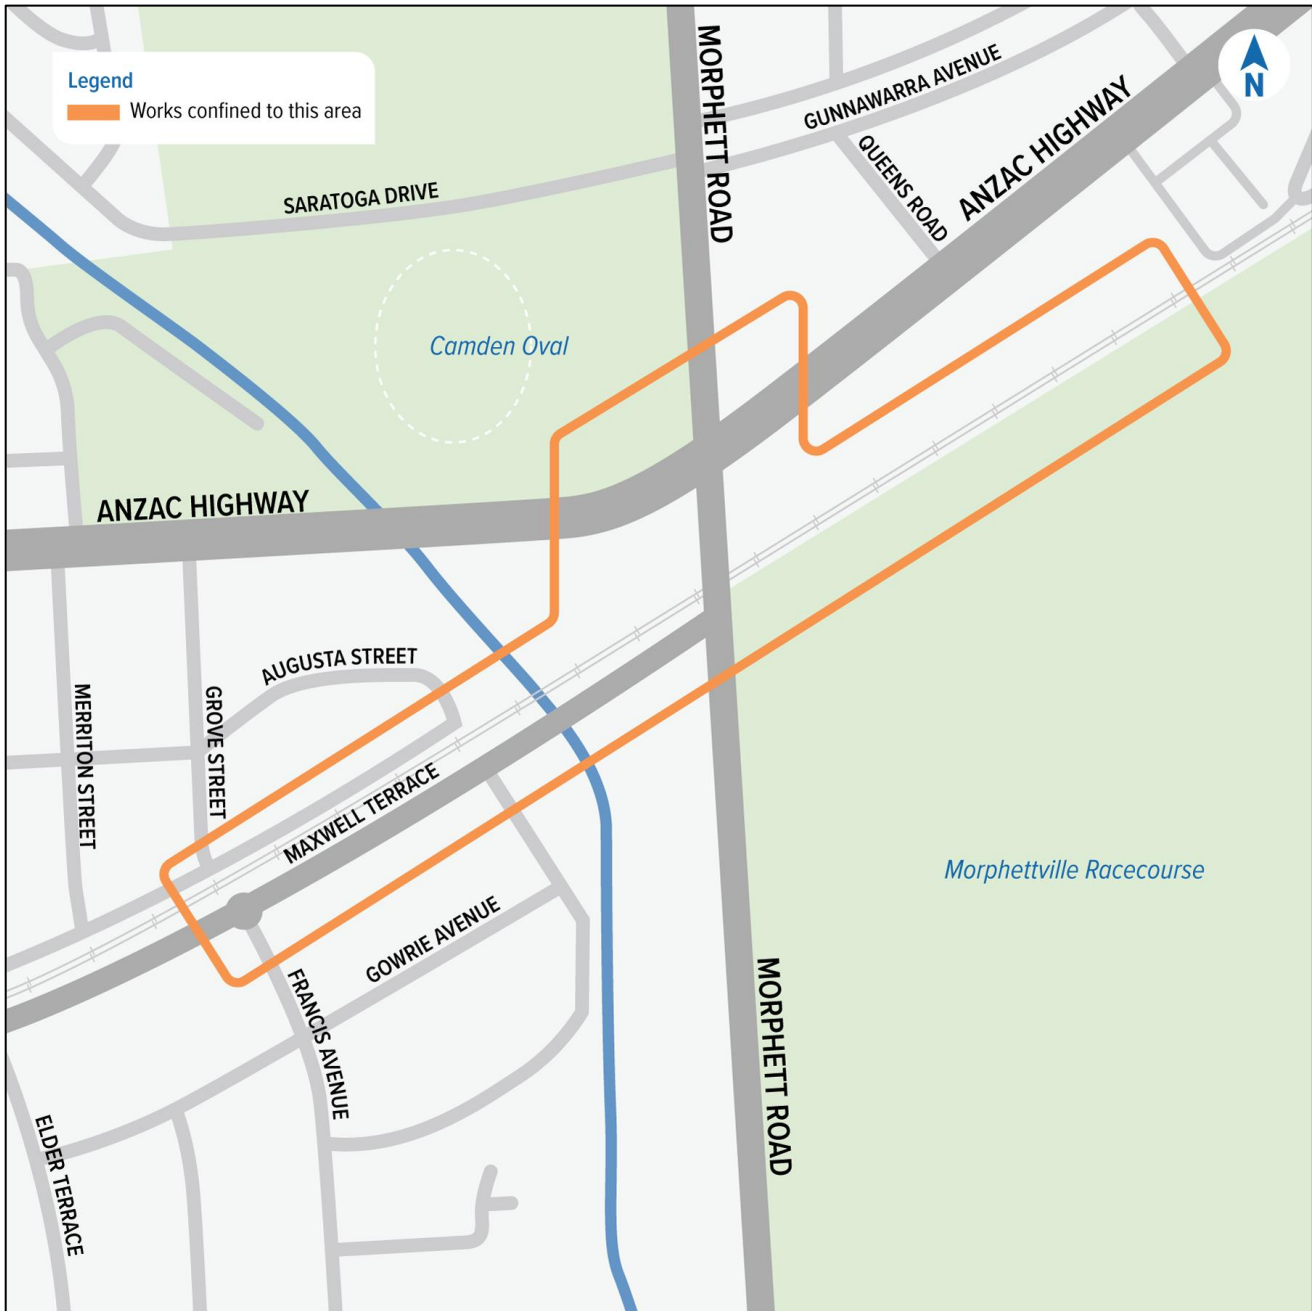 Legend
Works confined to this area
N
MORPHETT ROAD
GUNNAWARRA AVENUE
QUEENS ROAD
ANZAC HIGHWAY
SARATOGA DRIVE
Camden Oval
ANZAC HIGHWAY
AUGUSTA STREET
MERRITON STREET
GROVE STREET
MAXWELL TERRACE
Morphettville Racecourse
GOWRIE AVENUE
FRANCIS AVENUE
MORPHETT ROAD
ELDER TERRACE